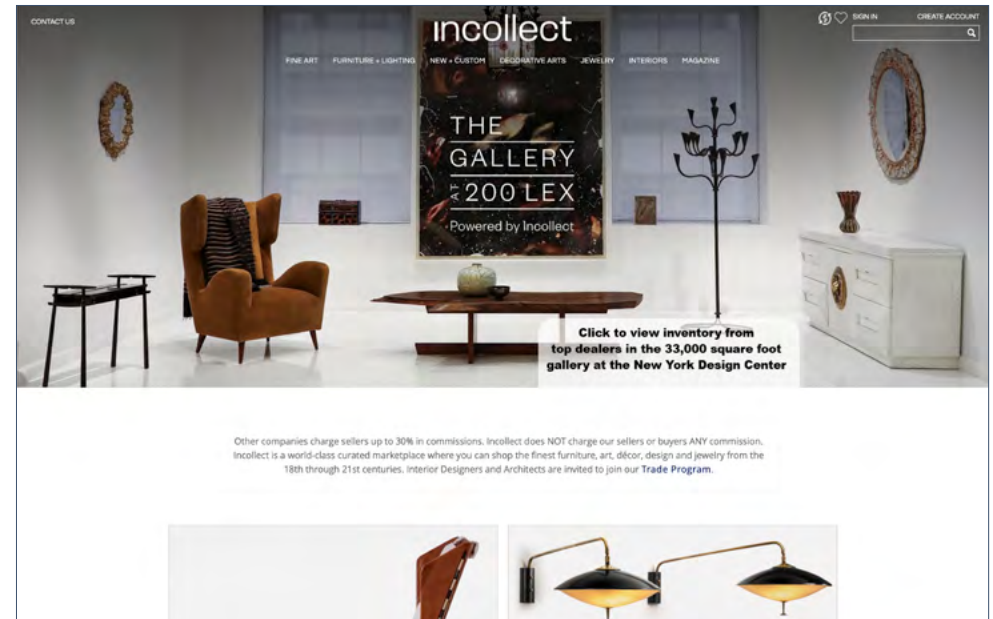 CONTACT US
incollect
SIGN IN
CREATE ACCOUNT
FINE ART
FURNITURE + LIGHTING
NEW + CUSTOM
DECORATIVE ARTS
JEWELRY
INTERIORS
MAGAZINE
THE
GALLERY
AT 200 LEX
Powered by Incollect
Click to view inventory from
top dealers in the 33,000 square foot
gallery at the New York Design Center
Other companies charge sellers up to 30% in commissions. Incollect does NOT charge our sellers or buyers ANY commission.
Incollect is a world-class curated marketplace where you can shop the finest furniture, art, décor, design and jewelry from the
18th through 21st centuries. Interior Designers and Architects are invited to join our Trade Program.